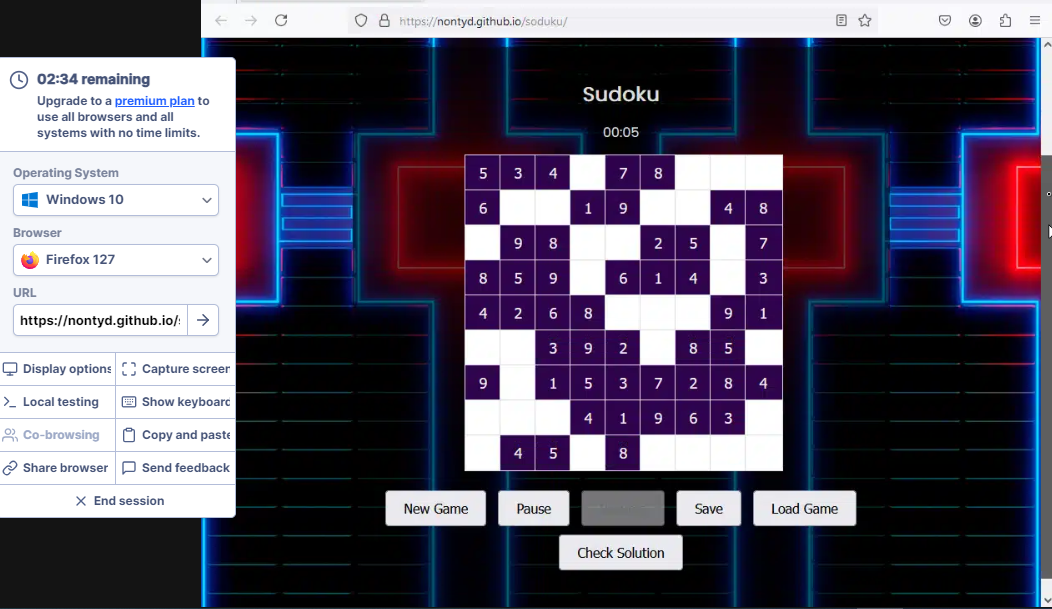 https://nontyd.github.io/soduku/
02:34 remaining
Upgrade to a premium plan to
use all browsers and all
systems with no time limits.
Operating System
Windows 10
Browser
Firefox 127
URL
https://nontyd.github.io/s
Display options
Capture screen
Local testing
Show keyboard
Co-browsing
Copy and paste
Share browser
Send feedback
End session
Sudoku
00:05
5 3 4 7 8
6 1 9 4 8
9 8 2 5 7
8 5 9 6 1 4 3
4 2 6 8 9 1
3 9 2 8 5
9 1 5 3 7 2 8 4
4 1 9 6 3
4 5 8
New Game
Pause
Save
Load Game
Check Solution